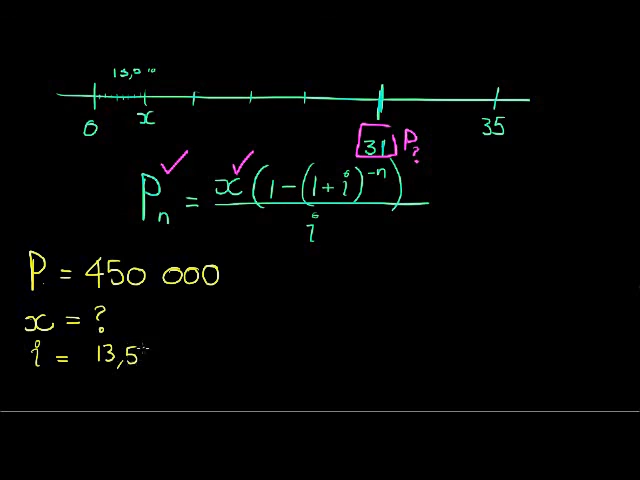 13,5%
0 x 31 35
P?
Pₙ = x(1-(1+i)⁻ⁿ) / i
P = 450 000
x = ?
i = 13,5